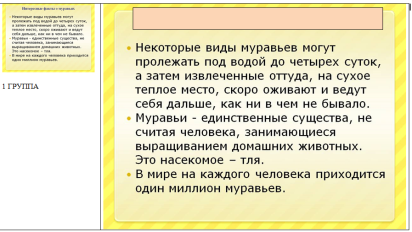 Интересные факты о муравьях
Некоторые виды муравьев могут
пролежать под водой до четырех суток,
а затем извлеченные оттуда, на сухое
теплое место, скоро оживают и ведут
себя дальше, как ни в чем не бывало.
Муравьи - единственные существа, не
считая человека, занимающиеся
выращиванием домашних животных.
Это насекомое – тля.
В мире на каждого человека приходится
один миллион муравьев.
1 ГРУППА
Некоторые виды муравьев могут
пролежать под водой до четырех суток,
а затем извлеченные оттуда, на сухое
теплое место, скоро оживают и ведут
себя дальше, как ни в чем не бывало.
Муравьи - единственные существа, не
считая человека, занимающиеся
выращиванием домашних животных.
Это насекомое – тля.
В мире на каждого человека приходится
один миллион муравьев.